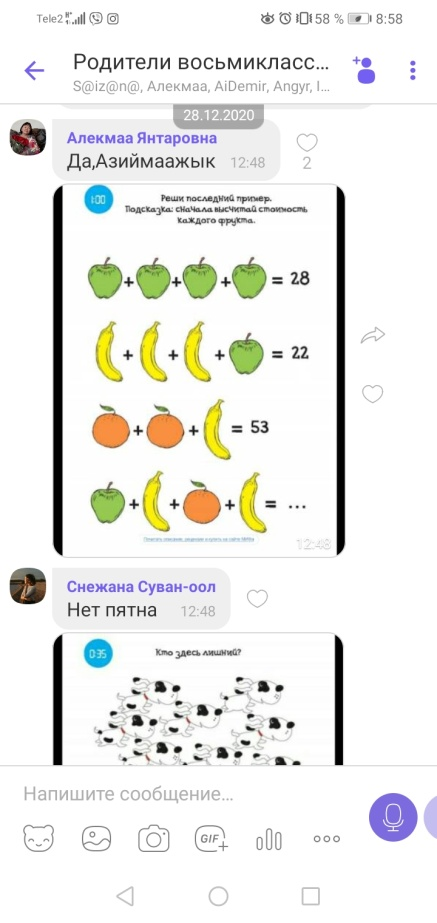 Tele2
58 %
8:58
Родители восьмикласс...
S@iz@n@, Алекмаа, AiDemir, Angyr, I...
28.12.2020
Алекмаа Янтаровна
Да,Азиймаажык 12:48
2
1:00
Реши последний пример.
Подсказка: сначала высчитай стоимость
каждого фрукта.
+ + + = 28
+ + + = 22
+ + = 53
+ + + = ...
12:48
Снежана Суван-оол
Нет пятна 12:48
0:35
Кто здесь лишний?
Напишите сообщение...
GIF